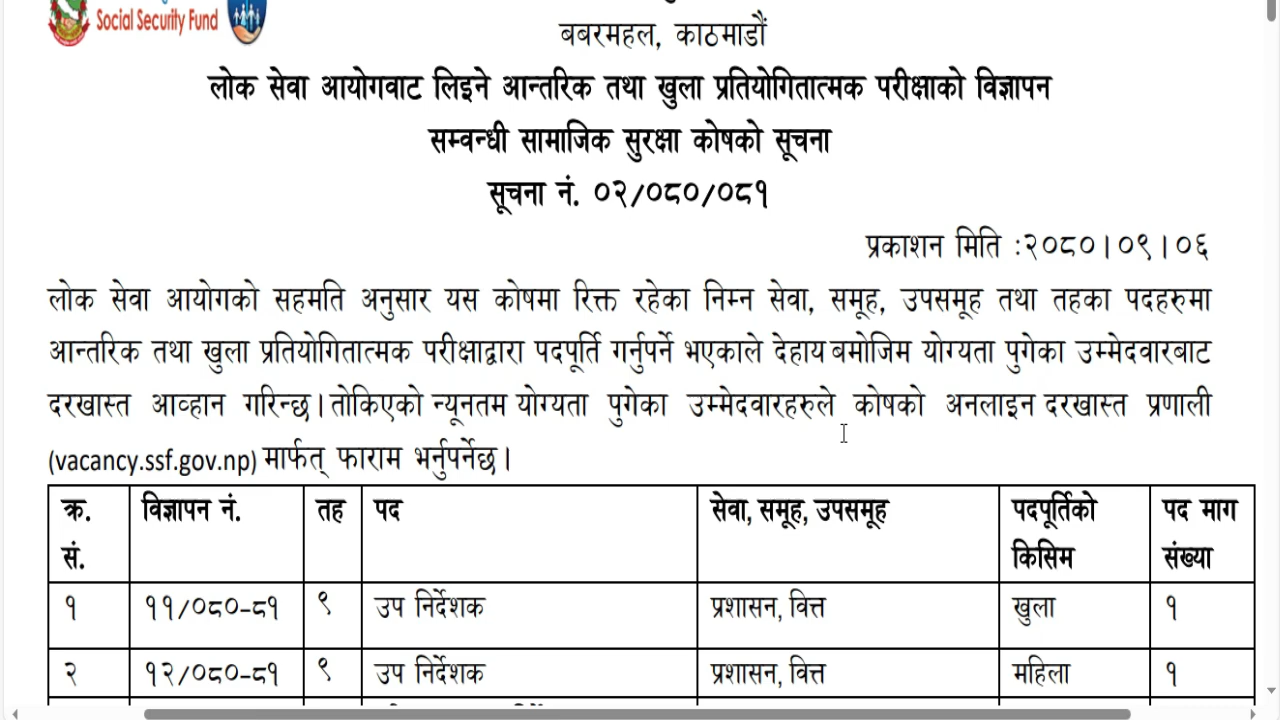 Social Security Fund
बबरमहल, काठमाडौं
लोक सेवा आयोगवाट लिइने आन्तरिक तथा खुला प्रतियोगितात्मक परीक्षाको विज्ञापन
सम्वन्धी सामाजिक सुरक्षा कोषको सूचना
सूचना नं. ०२/०८०/०८१
प्रकाशन मिति :२०८०।०९।०६
लोक सेवा आयोगको सहमति अनुसार यस कोषमा रिक्त रहेका निम्न सेवा, समूह, उपसमूह तथा तहका पदहरुमा
आन्तरिक तथा खुला प्रतियोगितात्मक परीक्षाद्वारा पदपूर्ति गर्नुपर्ने भएकाले देहाय बमोजिम योग्यता पुगेका उम्मेदवारबाट
दरखास्त आव्हान गरिन्छ। तोकिएको न्यूनतम योग्यता पुगेका उम्मेदवारहरुले कोषको अनलाइन दरखास्त प्रणाली
(vacancy.ssf.gov.np) मार्फत् फाराम भर्नुपर्नेछ।
क्र. सं. विज्ञापन नं. तह पद सेवा, समूह, उपसमूह पदपूर्तिको किसिम पद माग संख्या
१ ११/०८०-८१ ९ उप निर्देशक प्रशासन, वित्त खुला १
२ १२/०८०-८१ ९ उप निर्देशक प्रशासन, वित्त महिला १